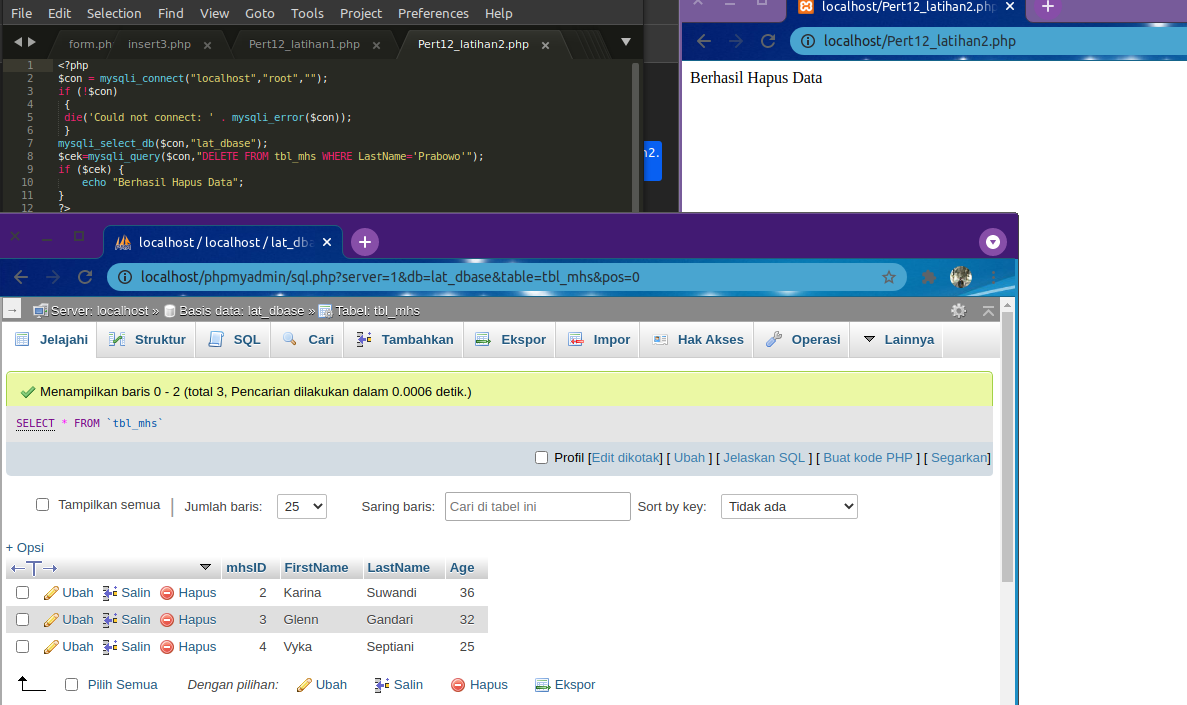 File Edit Selection Find View Goto Tools Project Preferences Help
form.ph insert3.php × Pert12_latihan1.php × Pert12_latihan2.php ×
1 <?php
2 $con = mysqli_connect("localhost","root","");
3 if (!$con)
4 {
5 die('Could not connect: ' . mysqli_error($con));
6 }
7 mysqli_select_db($con,"lat_dbase");
8 $cek=mysqli_query($con,"DELETE FROM tbl_mhs WHERE LastName='Prabowo'");
9 if ($cek) {
10 echo "Berhasil Hapus Data";
11 }
12 ?>
n2.
localhost/Pert12_latihan2.php
localhost/Pert12_latihan2.php
Berhasil Hapus Data
localhost / localhost / lat_dba
localhost/phpmyadmin/sql.php?server=1&db=lat_dbase&table=tbl_mhs&pos=0
Server: localhost » Basis data: lat_dbase » Tabel: tbl_mhs
Jelajahi Struktur SQL Cari Tambahkan Ekspor Impor Hak Akses Operasi Lainnya
Menampilkan baris 0 - 2 (total 3, Pencarian dilakukan dalam 0.0006 detik.)
SELECT * FROM `tbl_mhs`
Profil [Edit dikotak] [ Ubah ] [ Jelaskan SQL ] [ Buat kode PHP ] [ Segarkan]
Tampilkan semua | Jumlah baris: 25 Saring baris: Cari di tabel ini Sort by key: Tidak ada
+ Opsi
←T→ mhsID FirstName LastName Age
Ubah Salin Hapus 2 Karina Suwandi 36
Ubah Salin Hapus 3 Glenn Gandari 32
Ubah Salin Hapus 4 Vyka Septiani 25
Pilih Semua Dengan pilihan: Ubah Salin Hapus Ekspor